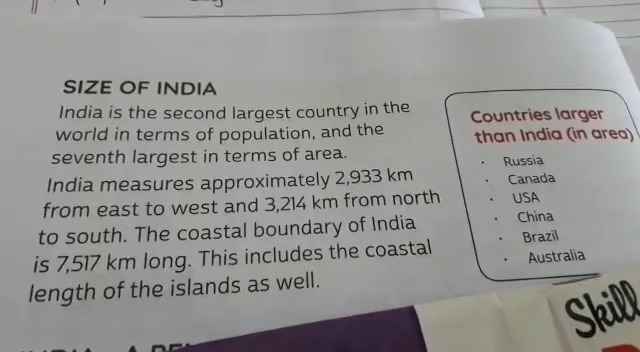 SIZE OF INDIA
India is the second largest country in the
world in terms of population, and the
seventh largest in terms of area.
India measures approximately 2,933 km
from east to west and 3,214 km from north
to south. The coastal boundary of India
is 7,517 km long. This includes the coastal
length of the islands as well.
Countries larger
than India (in area)
· Russia
· Canada
· USA
· China
· Brazil
· Australia
Skill